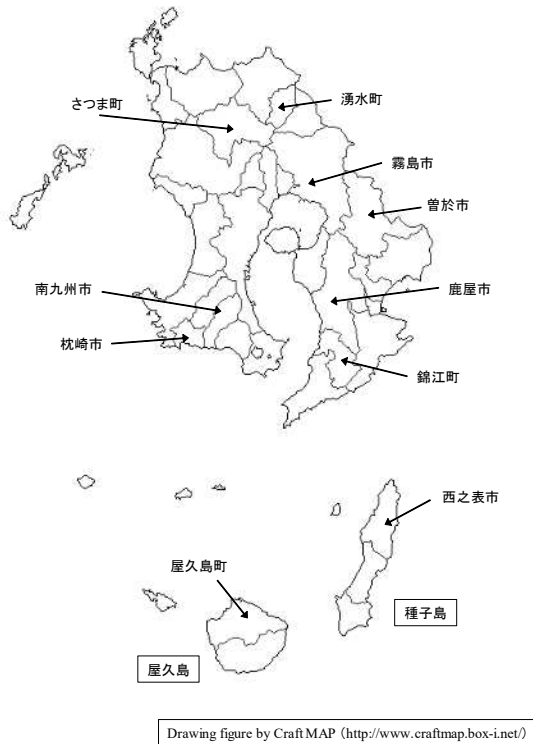 さつま町
湧水町
霧島市
曽於市
南九州市
鹿屋市
枕崎市
錦江町
西之表市
屋久島町
種子島
屋久島
Drawing figure by Craft MAP（http://www.craftmap.box-i.net/）